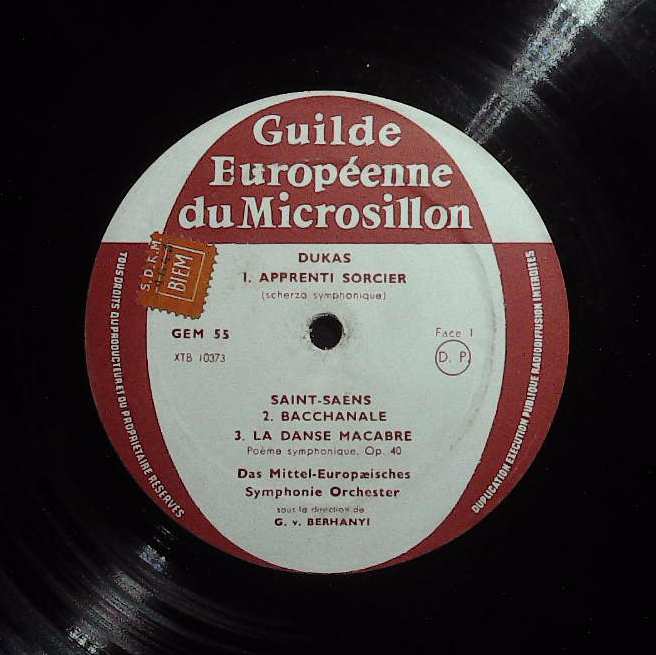 Guilde
Européenne
du Microsillon
S.D.R.M
BIEM
DUKAS
1. APPRENTI SORCIER
(scherzo symphonique)
GEM 55
Face 1
XTB 10373
D. P.
SAINT-SAENS
2. BACCHANALE
3. LA DANSE MACABRE
Poème symphonique, Op. 40
Das Mittel-Europæisches
Symphonie Orchester
sous la direction de
G. v. BERHANYI
TOUS DROITS DU PRODUCTEUR ET DU PROPRIÉTAIRE RÉSERVÉS
DUPLICATION EXECUTION PUBLIQUE RADIODIFFUSION INTERDITES